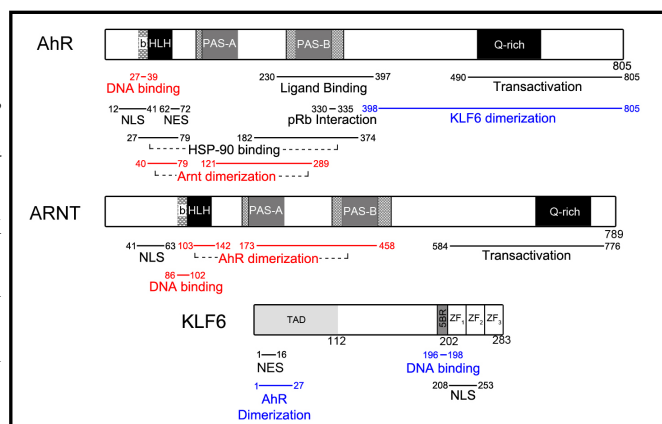 AhR
b HLH PAS-A PAS-B Q-rich
805
27 39 230 397 490 805
DNA binding Ligand Binding Transactivation
12 41 62 72 330 335 398 805
NLS NES pRb Interaction KLF6 dimerization
27 79 182 374
HSP-90 binding
40 79 121 289
Arnt dimerization
ARNT
b HLH PAS-A PAS-B Q-rich
789
41 63 103 142 173 458 584 776
NLS AhR dimerization Transactivation
86 102
DNA binding
KLF6
TAD 5BR ZF1 ZF2 ZF3
112 202 283
1 16 196 198
NES DNA binding
1 27 208 253
AhR NLS
Dimerization